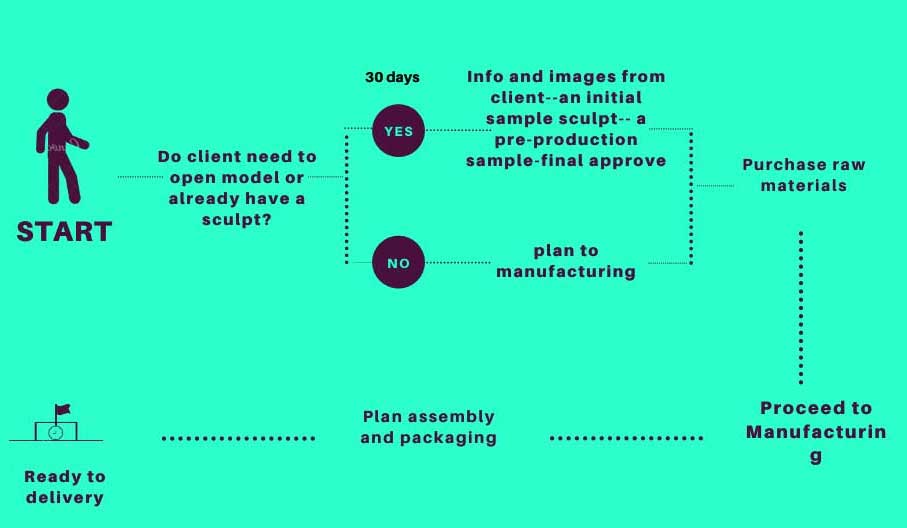 30 days
Info and images from
client--an initial
sample sculpt-- a
pre-production
sample-final approve
YES
Do client need to
open model or
already have a
sculpt?
START
Purchase raw
materials
NO
plan to
manufacturing
Proceed to
Manufacturin
g
Plan assembly
and packaging
Ready to
delivery